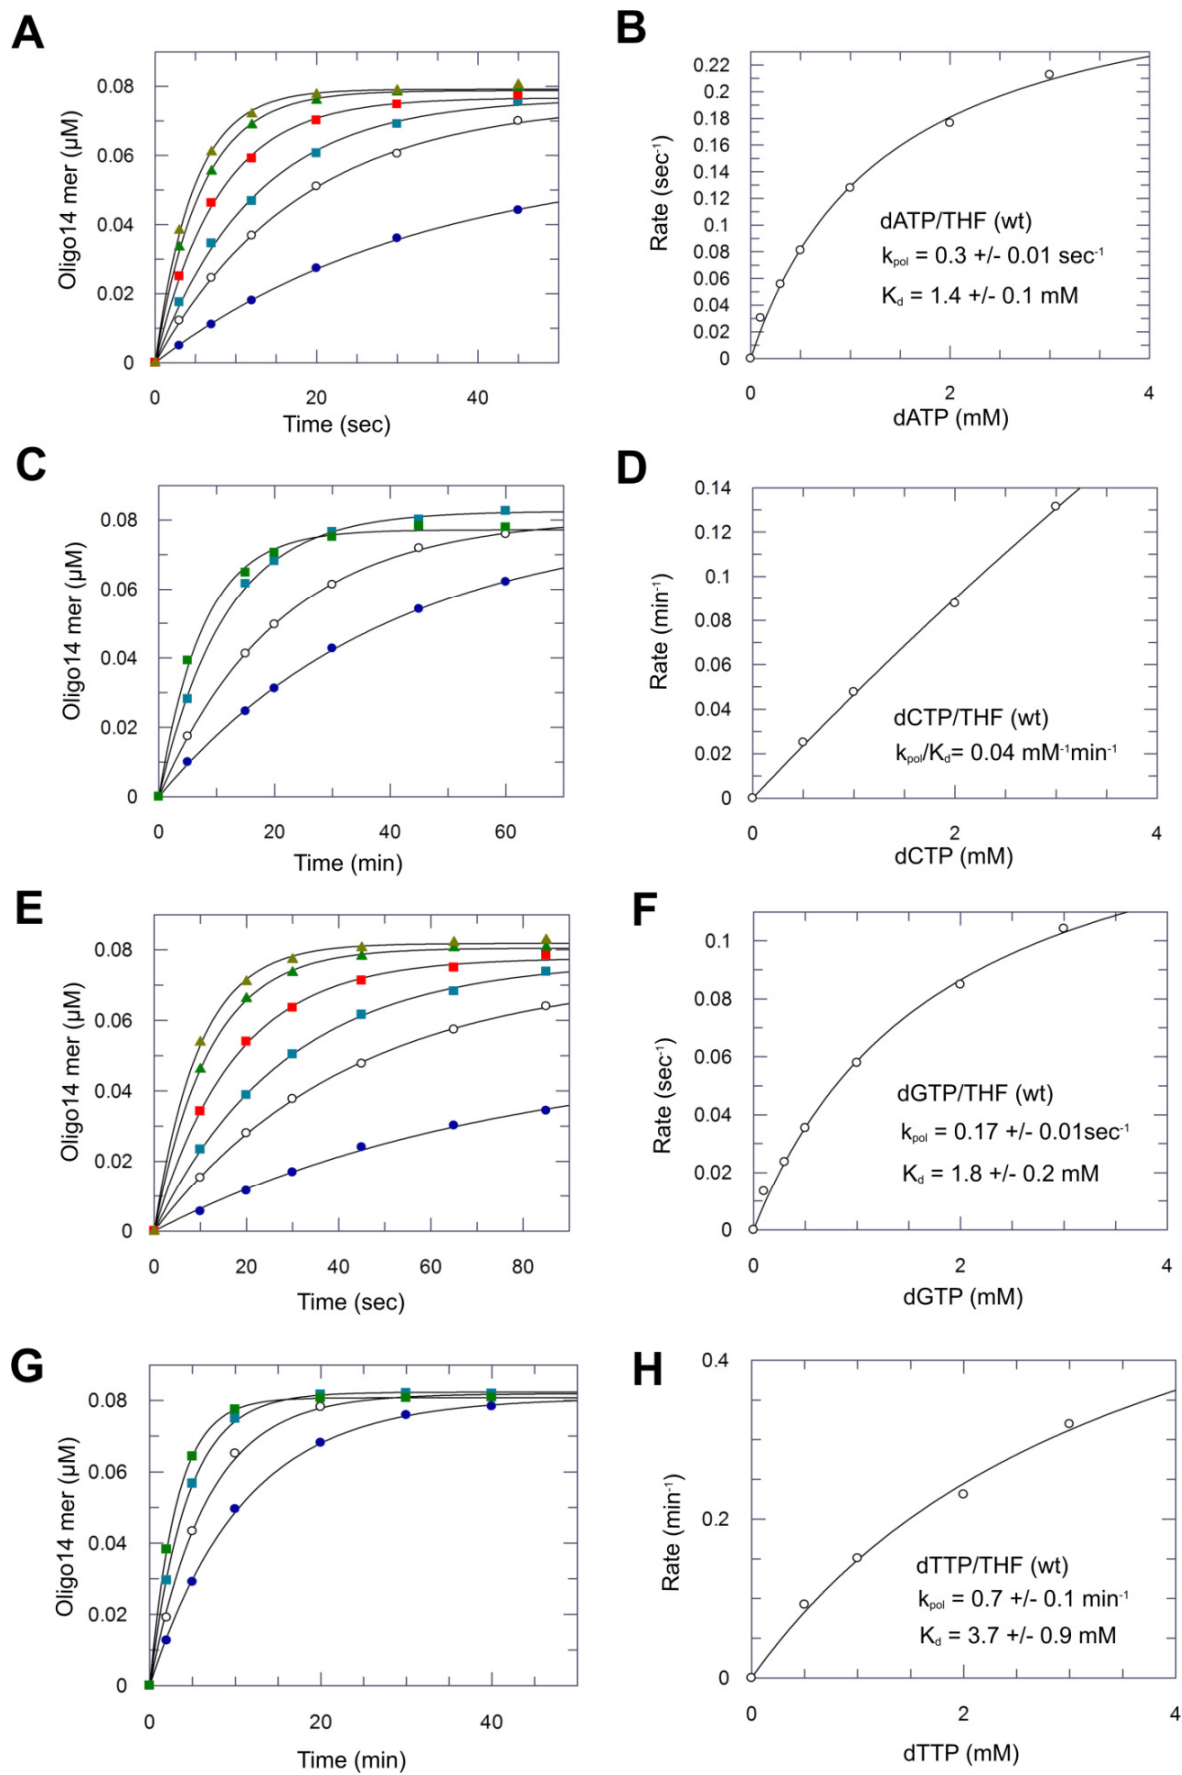 A
Oligo14 mer (µM)
0.08
0.06
0.04
0.02
0
0 20 40
Time (sec)
B
Rate (sec⁻¹)
0.22
0.2
0.18
0.16
0.14
0.12
0.1
0.08
0.06
0.04
0.02
0
dATP/THF (wt)
kpol = 0.3 +/- 0.01 sec⁻¹
Kd = 1.4 +/- 0.1 mM
0 2 4
dATP (mM)
C
Oligo14 mer (µM)
0.08
0.06
0.04
0.02
0
0 20 40 60
Time (min)
D
Rate (min⁻¹)
0.14
0.12
0.1
0.08
0.06
0.04
0.02
0
dCTP/THF (wt)
kpol/Kd= 0.04 mM⁻¹min⁻¹
0 2 4
dCTP (mM)
E
Oligo14 mer (µM)
0.08
0.06
0.04
0.02
0
0 20 40 60 80
Time (sec)
F
Rate (sec⁻¹)
0.1
0.08
0.06
0.04
0.02
0
dGTP/THF (wt)
kpol = 0.17 +/- 0.01sec⁻¹
Kd = 1.8 +/- 0.2 mM
0 2 4
dGTP (mM)
G
Oligo14 mer (µM)
0.08
0.06
0.04
0.02
0
0 20 40
Time (min)
H
Rate (min⁻¹)
0.4
0.2
0
dTTP/THF (wt)
kpol = 0.7 +/- 0.1 min⁻¹
Kd = 3.7 +/- 0.9 mM
0 2 4
dTTP (mM)